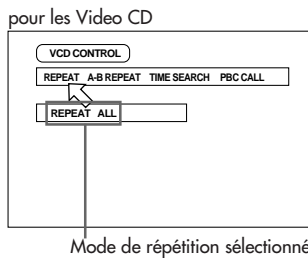 pour les Video CD
VCD CONTROL
REPEAT A-B REPEAT TIME SEARCH PBC CALL
REPEAT ALL
Mode de répétition sélectionné